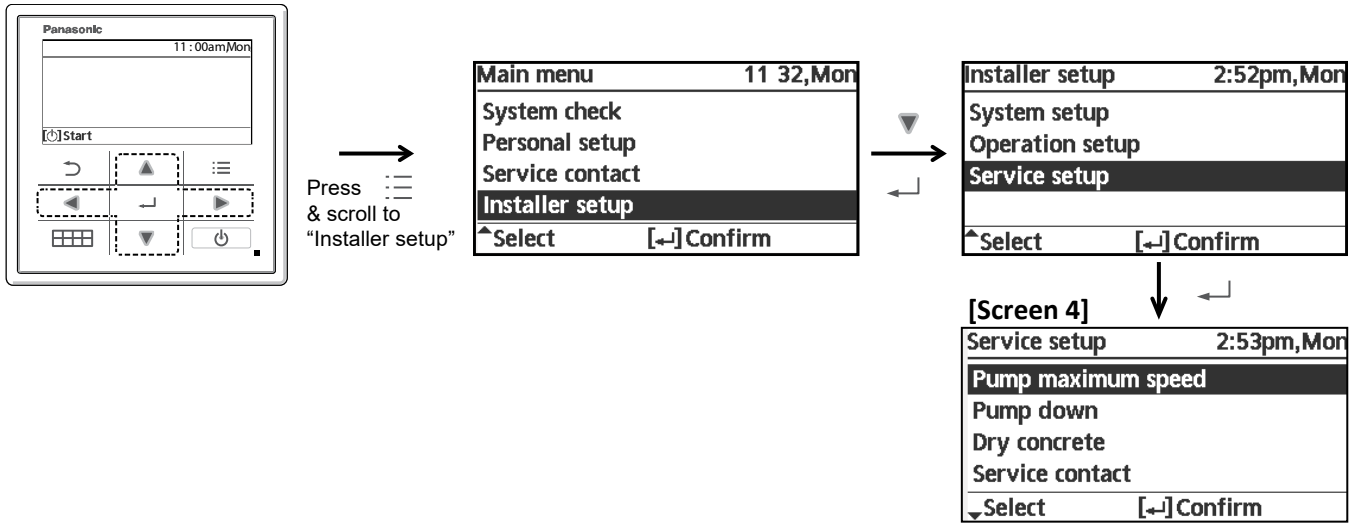 Panasonic
11:00am,Mon
[⏻]Start
Press
& scroll to
“Installer setup”
Main menu 11 32,Mon
System check
Personal setup
Service contact
Installer setup
Select [↵]Confirm
Installer setup 2:52pm,Mon
System setup
Operation setup
Service setup
Select [↵]Confirm
[Screen 4]
Service setup 2:53pm,Mon
Pump maximum speed
Pump down
Dry concrete
Service contact
Select [↵]Confirm